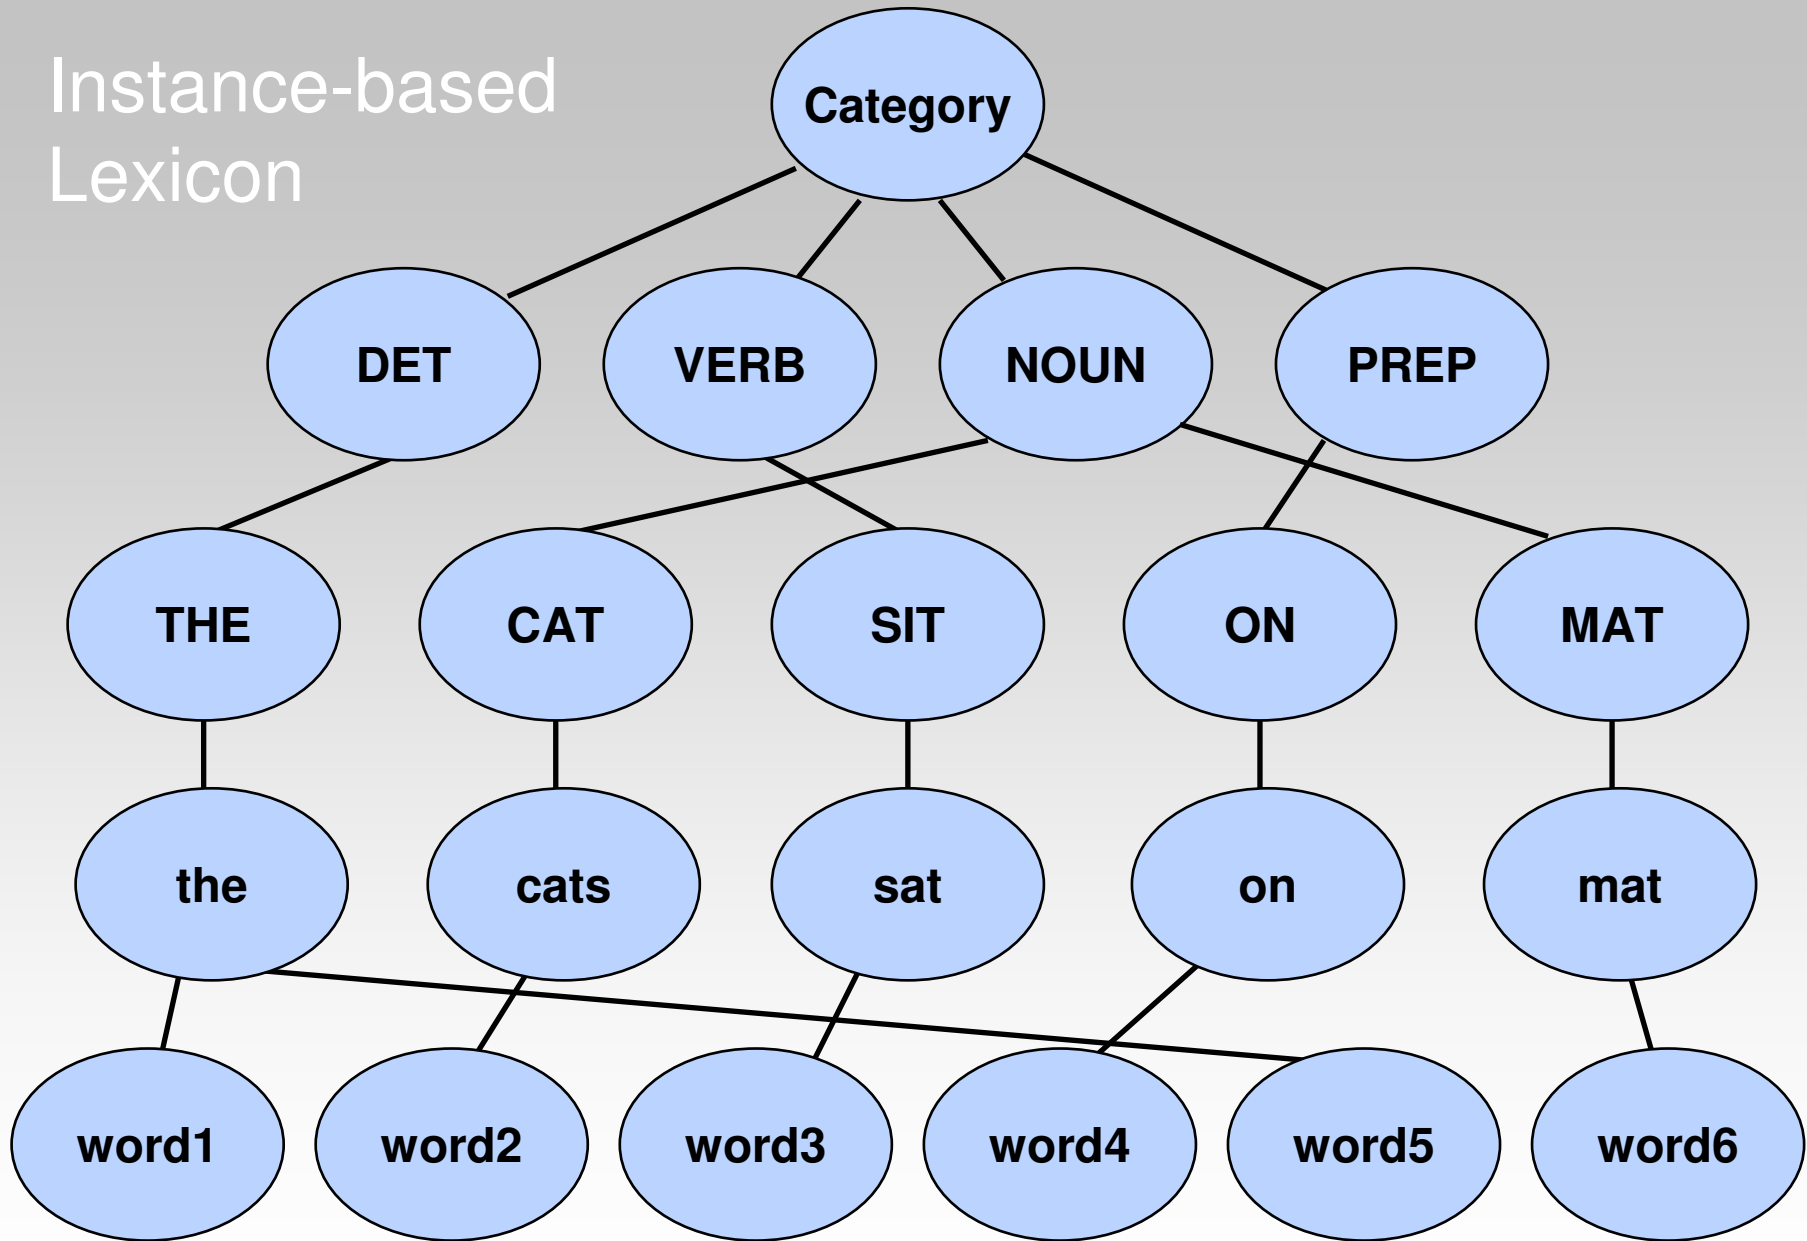 Instance-based
Lexicon
Category
DET VERB NOUN PREP
THE CAT SIT ON MAT
the cats sat on mat
word1 word2 word3 word4 word5 word6